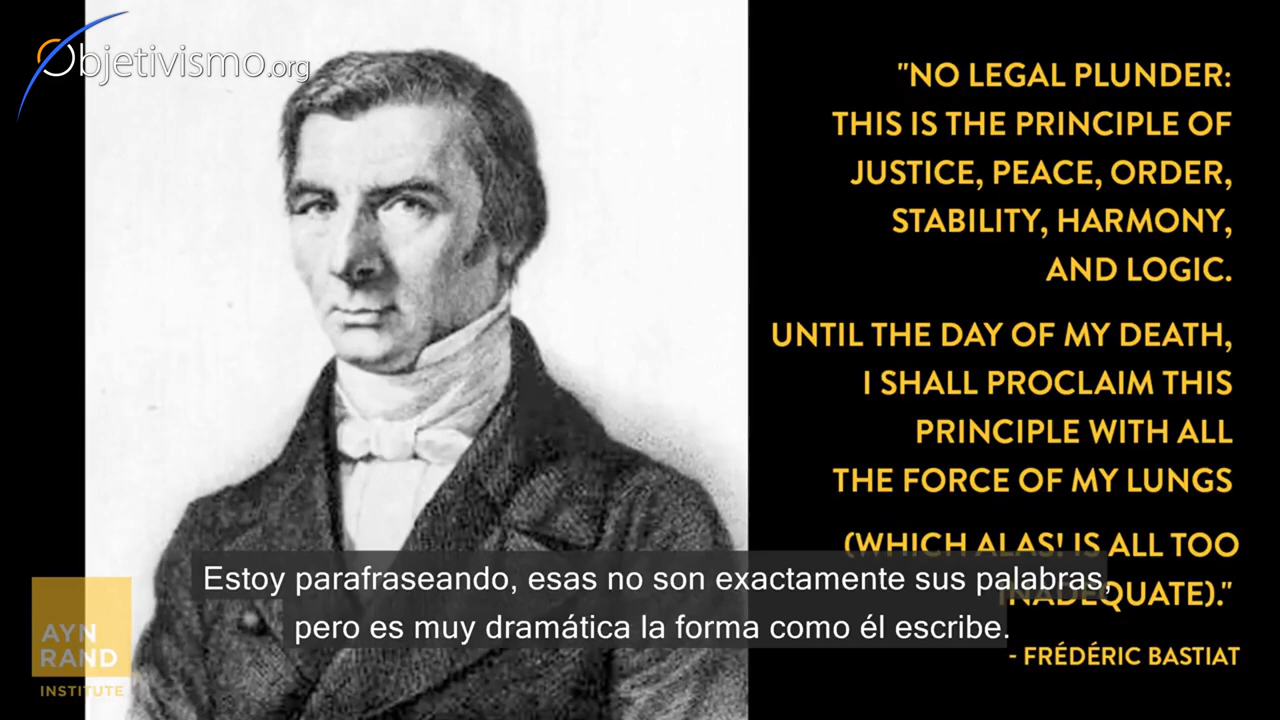 Objetivismo.org
"NO LEGAL PLUNDER:
THIS IS THE PRINCIPLE OF
JUSTICE, PEACE, ORDER,
STABILITY, HARMONY,
AND LOGIC.
UNTIL THE DAY OF MY DEATH,
I SHALL PROCLAIM THIS
PRINCIPLE WITH ALL
THE FORCE OF MY LUNGS
(WHICH ALAS! IS ALL TOO
INADEQUATE)."
- FRÉDÉRIC BASTIAT
Estoy parafraseando, esas no son exactamente sus palabras,
pero es muy dramática la forma como él escribe.
AYN
RAND
INSTITUTE